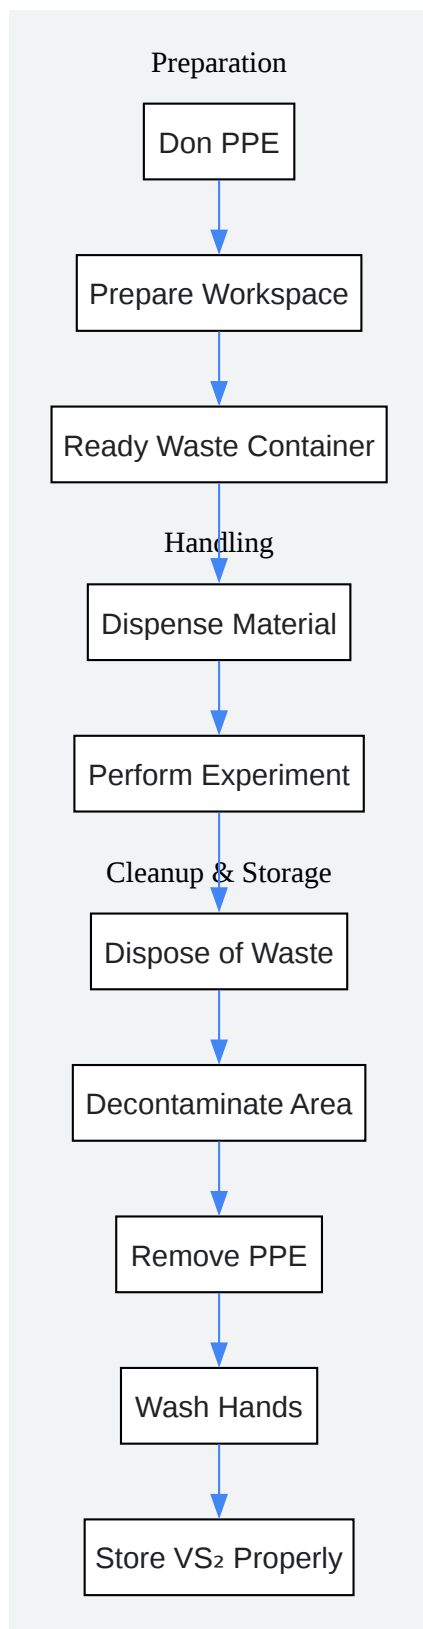 Preparation
Don PPE
Prepare Workspace
Ready Waste Container
Handling
Dispense Material
Perform Experiment
Cleanup & Storage
Dispose of Waste
Decontaminate Area
Remove PPE
Wash Hands
Store VS₂ Properly